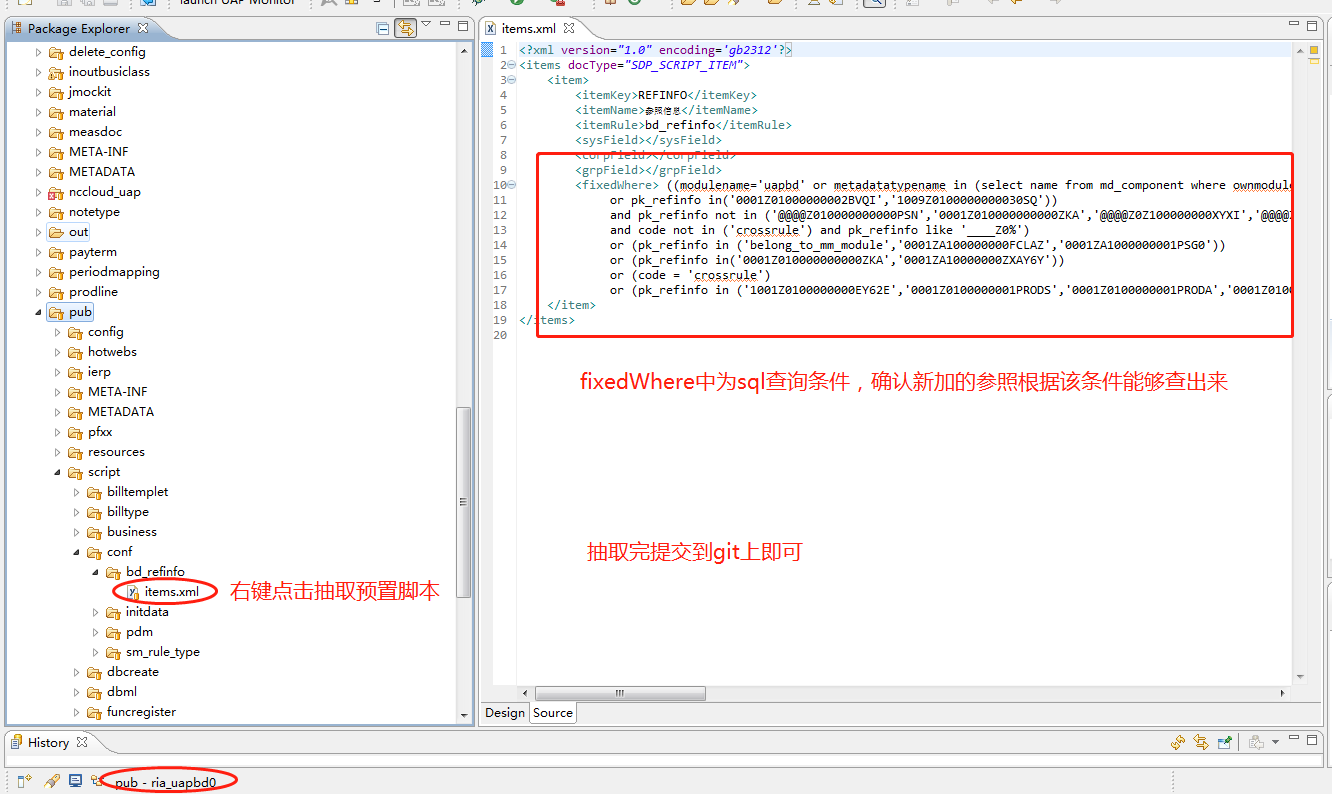 launch UAP Monitor
Package Explorer
delete_config
inoutbusiclass
jmockit
material
measdoc
META-INF
METADATA
nccloud_uap
notetype
out
payterm
periodmapping
prodline
pub
config
hotwebs
ierp
META-INF
METADATA
pfxx
resources
script
billtemplet
billtype
business
conf
bd_refinfo
items.xml
右键点击抽取预置脚本
initdata
pdm
sm_rule_type
dbcreate
dbml
funcregister
items.xml
1 <?xml version="1.0" encoding='gb2312'?>
2 <items docType="SDP_SCRIPT_ITEM">
3 <item>
4 <itemKey>REFINFO</itemKey>
5 <itemName>参照信息</itemName>
6 <itemRule>bd_refinfo</itemRule>
7 <sysField></sysField>
8 <corpField></corpField>
9 <grpField></grpField>
10 <fixedWhere> ((modulename='uapbd' or metadatatypename in (select name from md_component where ownmodule
11 or pk_refinfo in('0001Z01000000002BVQI','1009Z0100000000030SQ'))
12 and pk_refinfo not in ('@@@@Z010000000000PSN','0001Z010000000000ZKA','@@@@Z0Z100000000XYXI','@@@@Z
13 and code not in ('crossrule') and pk_refinfo like '____Z0%')
14 or (pk_refinfo in ('belong_to_mm_module','0001ZA100000000FCLAZ','0001ZA1000000001PSG0'))
15 or (pk_refinfo in('0001Z010000000000ZKA','0001ZA10000000ZXAY6Y'))
16 or (code = 'crossrule')
17 or (pk_refinfo in ('1001Z0100000000EY62E','0001Z0100000001PRODS','0001Z0100000001PRODA','0001Z0100
18 </item>
19 </items>
20
fixedWhere中为sql查询条件，确认新加的参照根据该条件能够查出来
抽取完提交到git上即可
Design Source
History
pub - ria_uapbd0